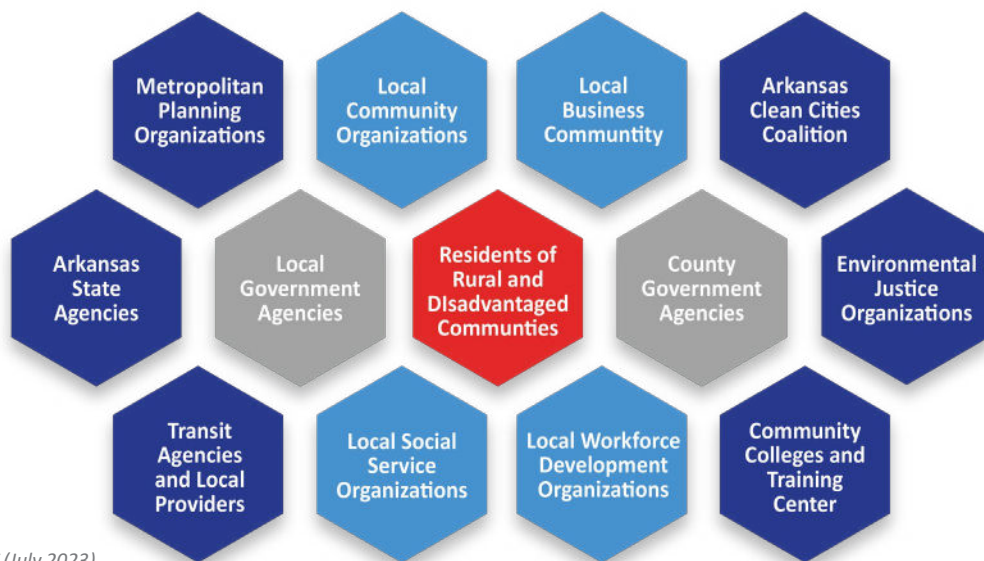 Metropolitan
Planning
Organizations
Local
Community
Organizations
Local
Business
Communtity
Arkansas
Clean Cities
Coalition
Arkansas
State
Agencies
Local
Government
Agencies
Residents of
Rural and
DIsadvantaged
Communties
County
Government
Agencies
Environmental
Justice
Organizations
Transit
Agencies
and Local
Providers
Local Social
Service
Organizations
Local Workforce
Development
Organizations
Community
Colleges and
Training
Center
(July 2023)